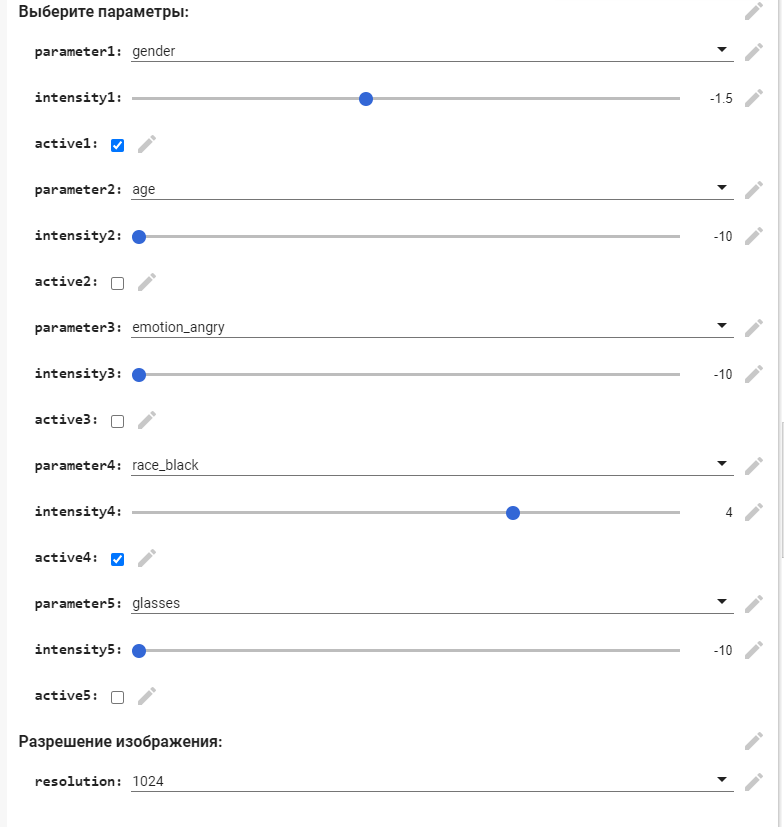 Выберите параметры:
parameter1: gender
intensity1: -1.5
active1:
parameter2: age
intensity2: -10
active2:
parameter3: emotion_angry
intensity3: -10
active3:
parameter4: race_black
intensity4: 4
active4:
parameter5: glasses
intensity5: -10
active5:
Разрешение изображения:
resolution: 1024